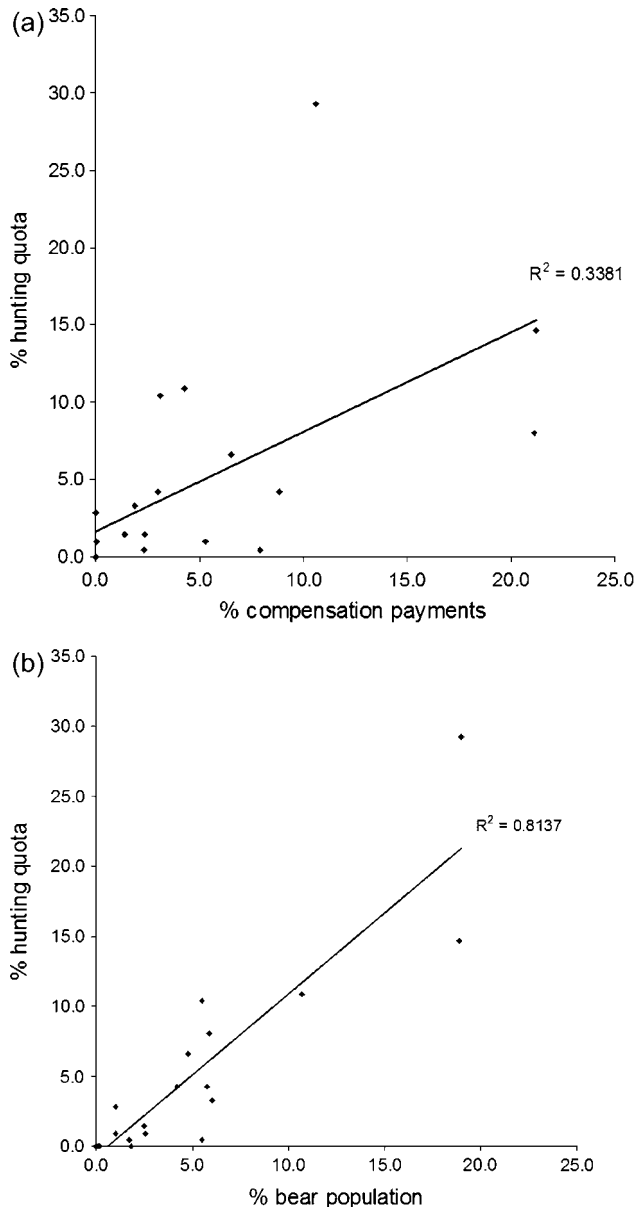 (a)
35.0
30.0
25.0
20.0
15.0
10.0
5.0
0.0
% hunting quota
R² = 0.3381
0.0 5.0 10.0 15.0 20.0 25.0
% compensation payments
(b)
35.0
30.0
25.0
20.0
15.0
10.0
5.0
0.0
% hunting quota
R² = 0.8137
0.0 5.0 10.0 15.0 20.0 25.0
% bear population